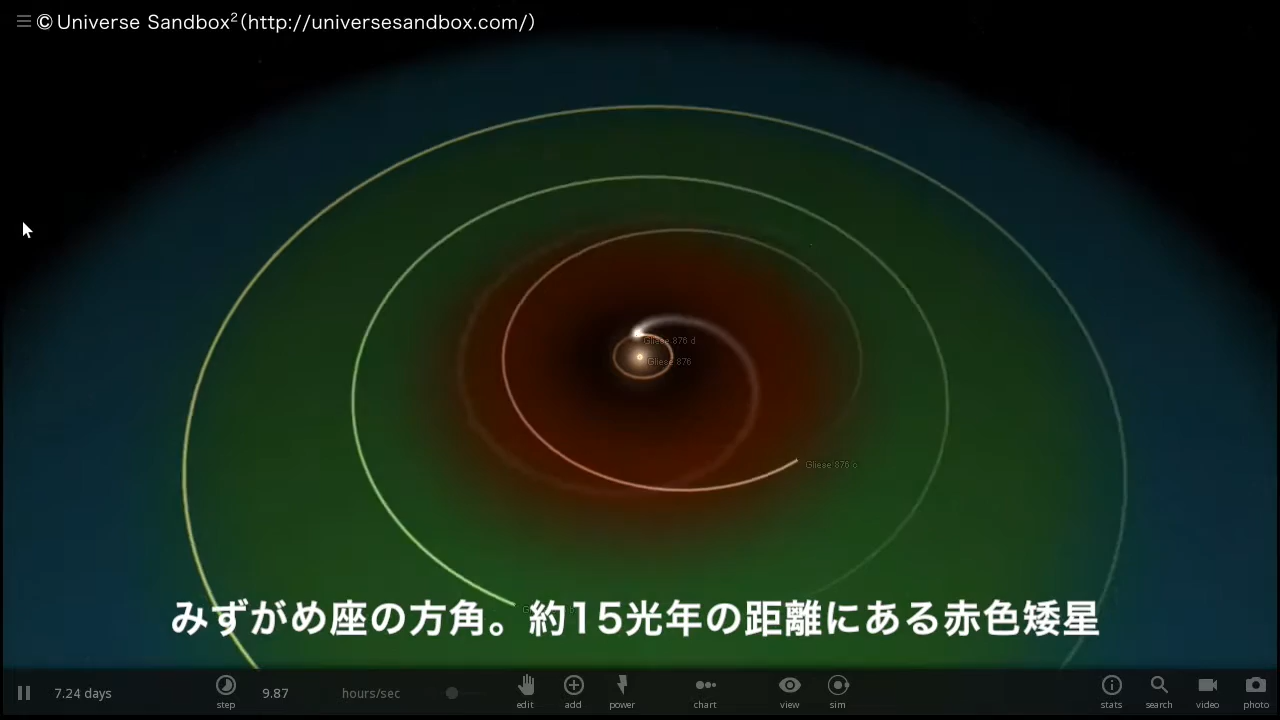 © Universe Sandbox²(http://universesandbox.com/)
Gliese 876 d
Gliese 876
Gliese 876 c
みずがめ座の方角。約15光年の距離にある赤色矮星
7.24 days
9.87
hours/sec
step
edit
add
power
chart
view
sim
stats
search
video
photo